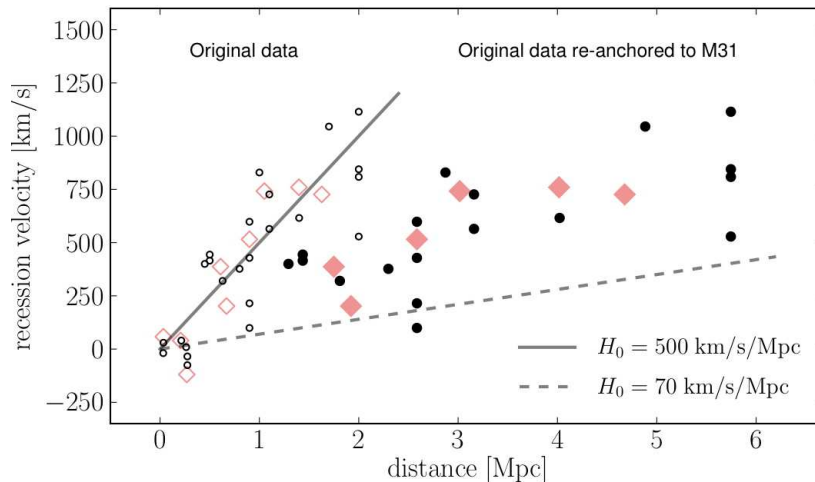 Original data
Original data re-anchored to M31
recession velocity [km/s]
1500
1250
1000
750
500
250
0
−250
H₀ = 500 km/s/Mpc
H₀ = 70 km/s/Mpc
0 1 2 3 4 5 6
distance [Mpc]